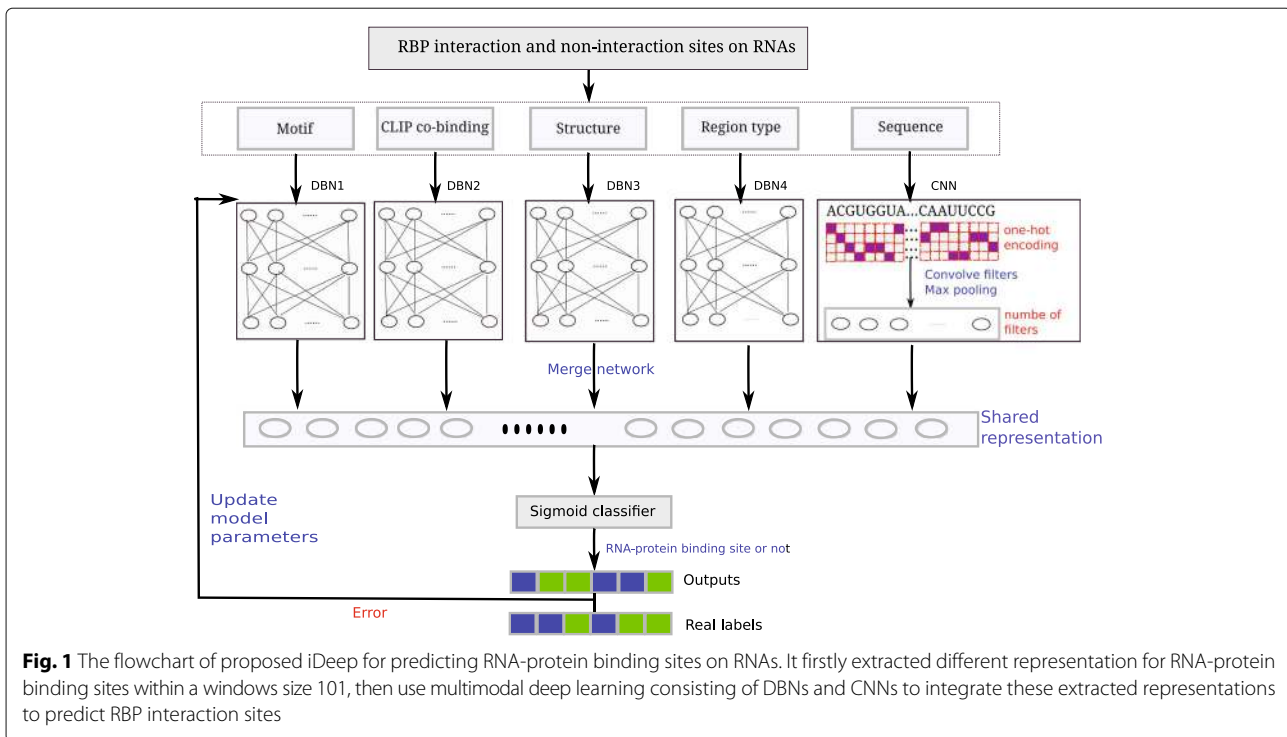 RBP interaction and non-interaction sites on RNAs
Motif
CLIP co-binding
Structure
Region type
Sequence
DBN1
DBN2
DBN3
DBN4
CNN
ACGUGGUA...CAAUUCCG
one-hot
encoding
Convolve filters
Max pooling
numbe of
filters
Merge network
Shared
representation
Update
model
parameters
Sigmoid classifier
RNA-protein binding site or not
Outputs
Error
Real labels
Fig. 1 The flowchart of proposed iDeep for predicting RNA-protein binding sites on RNAs. It firstly extracted different representation for RNA-protein
binding sites within a windows size 101, then use multimodal deep learning consisting of DBNs and CNNs to integrate these extracted representations
to predict RBP interaction sites